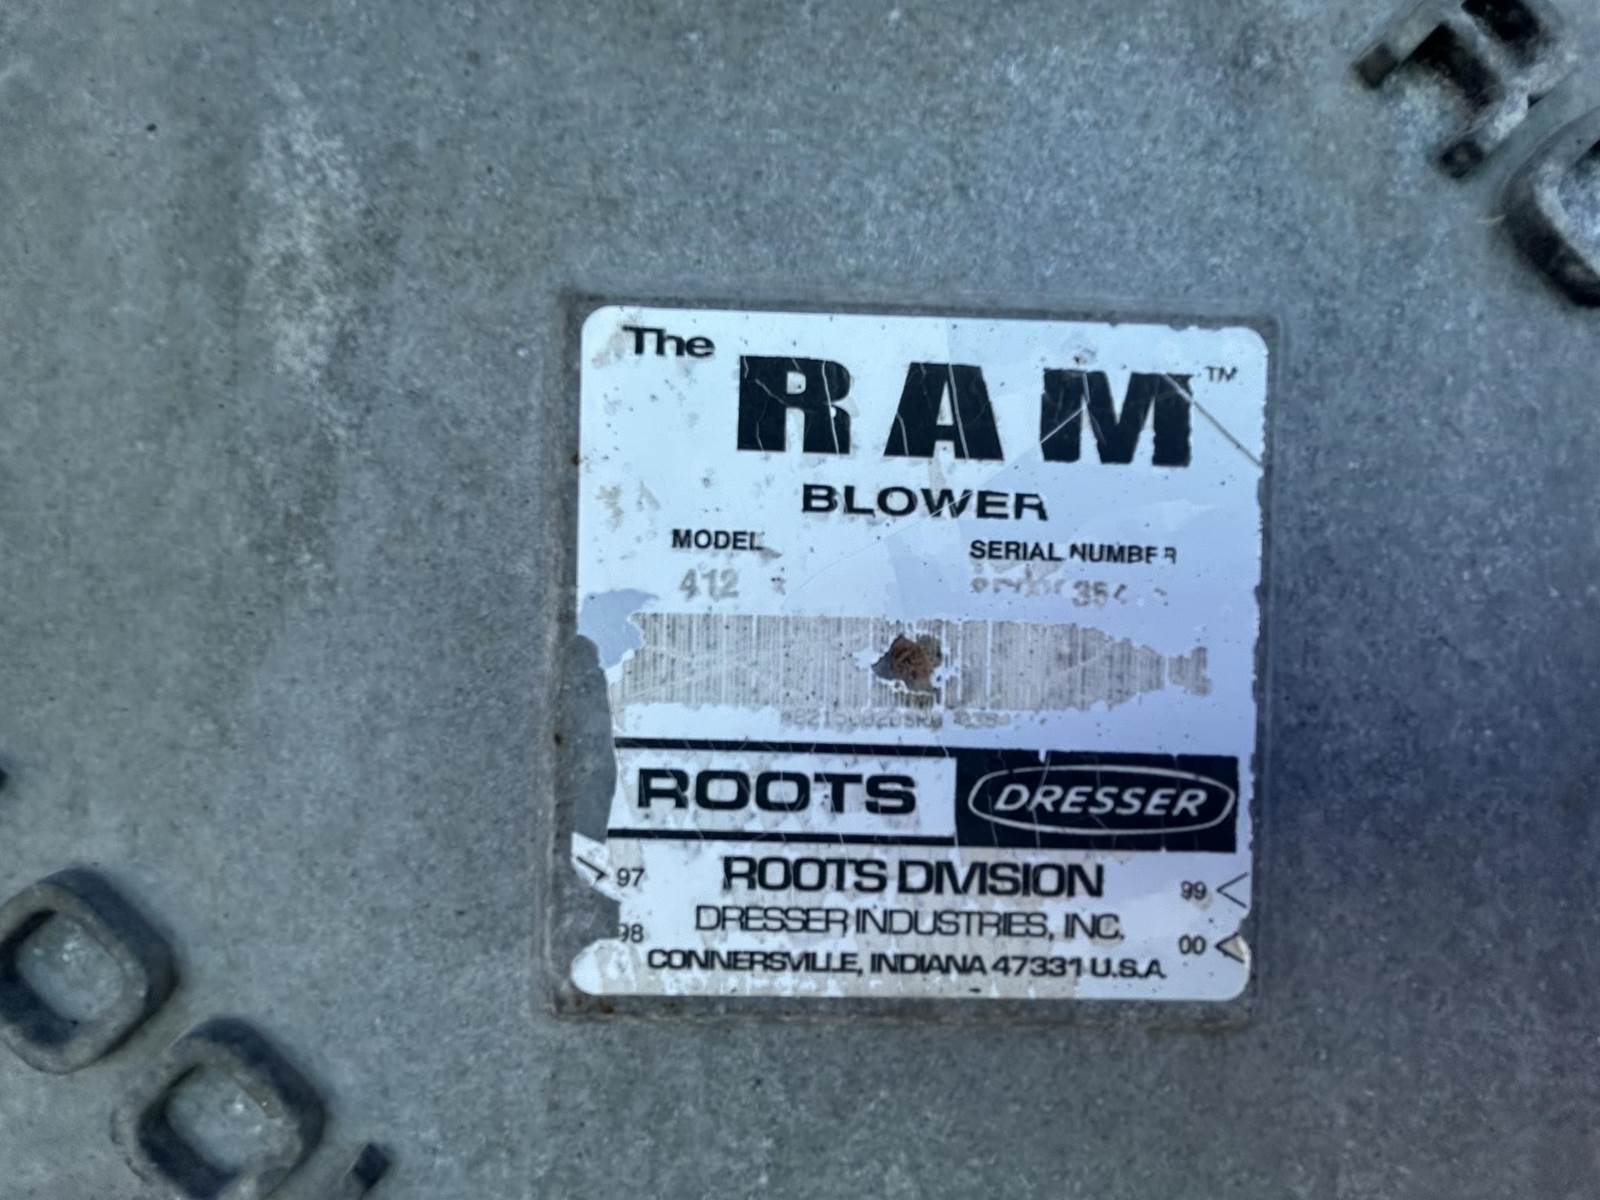 The
RAM™
BLOWER
MODEL SERIAL NUMBER
412
ROOTS DRESSER
97 ROOTS DIVISION 99
DRESSER INDUSTRIES, INC.
98 00
CONNERSVILLE, INDIANA 47331 U.S.A.